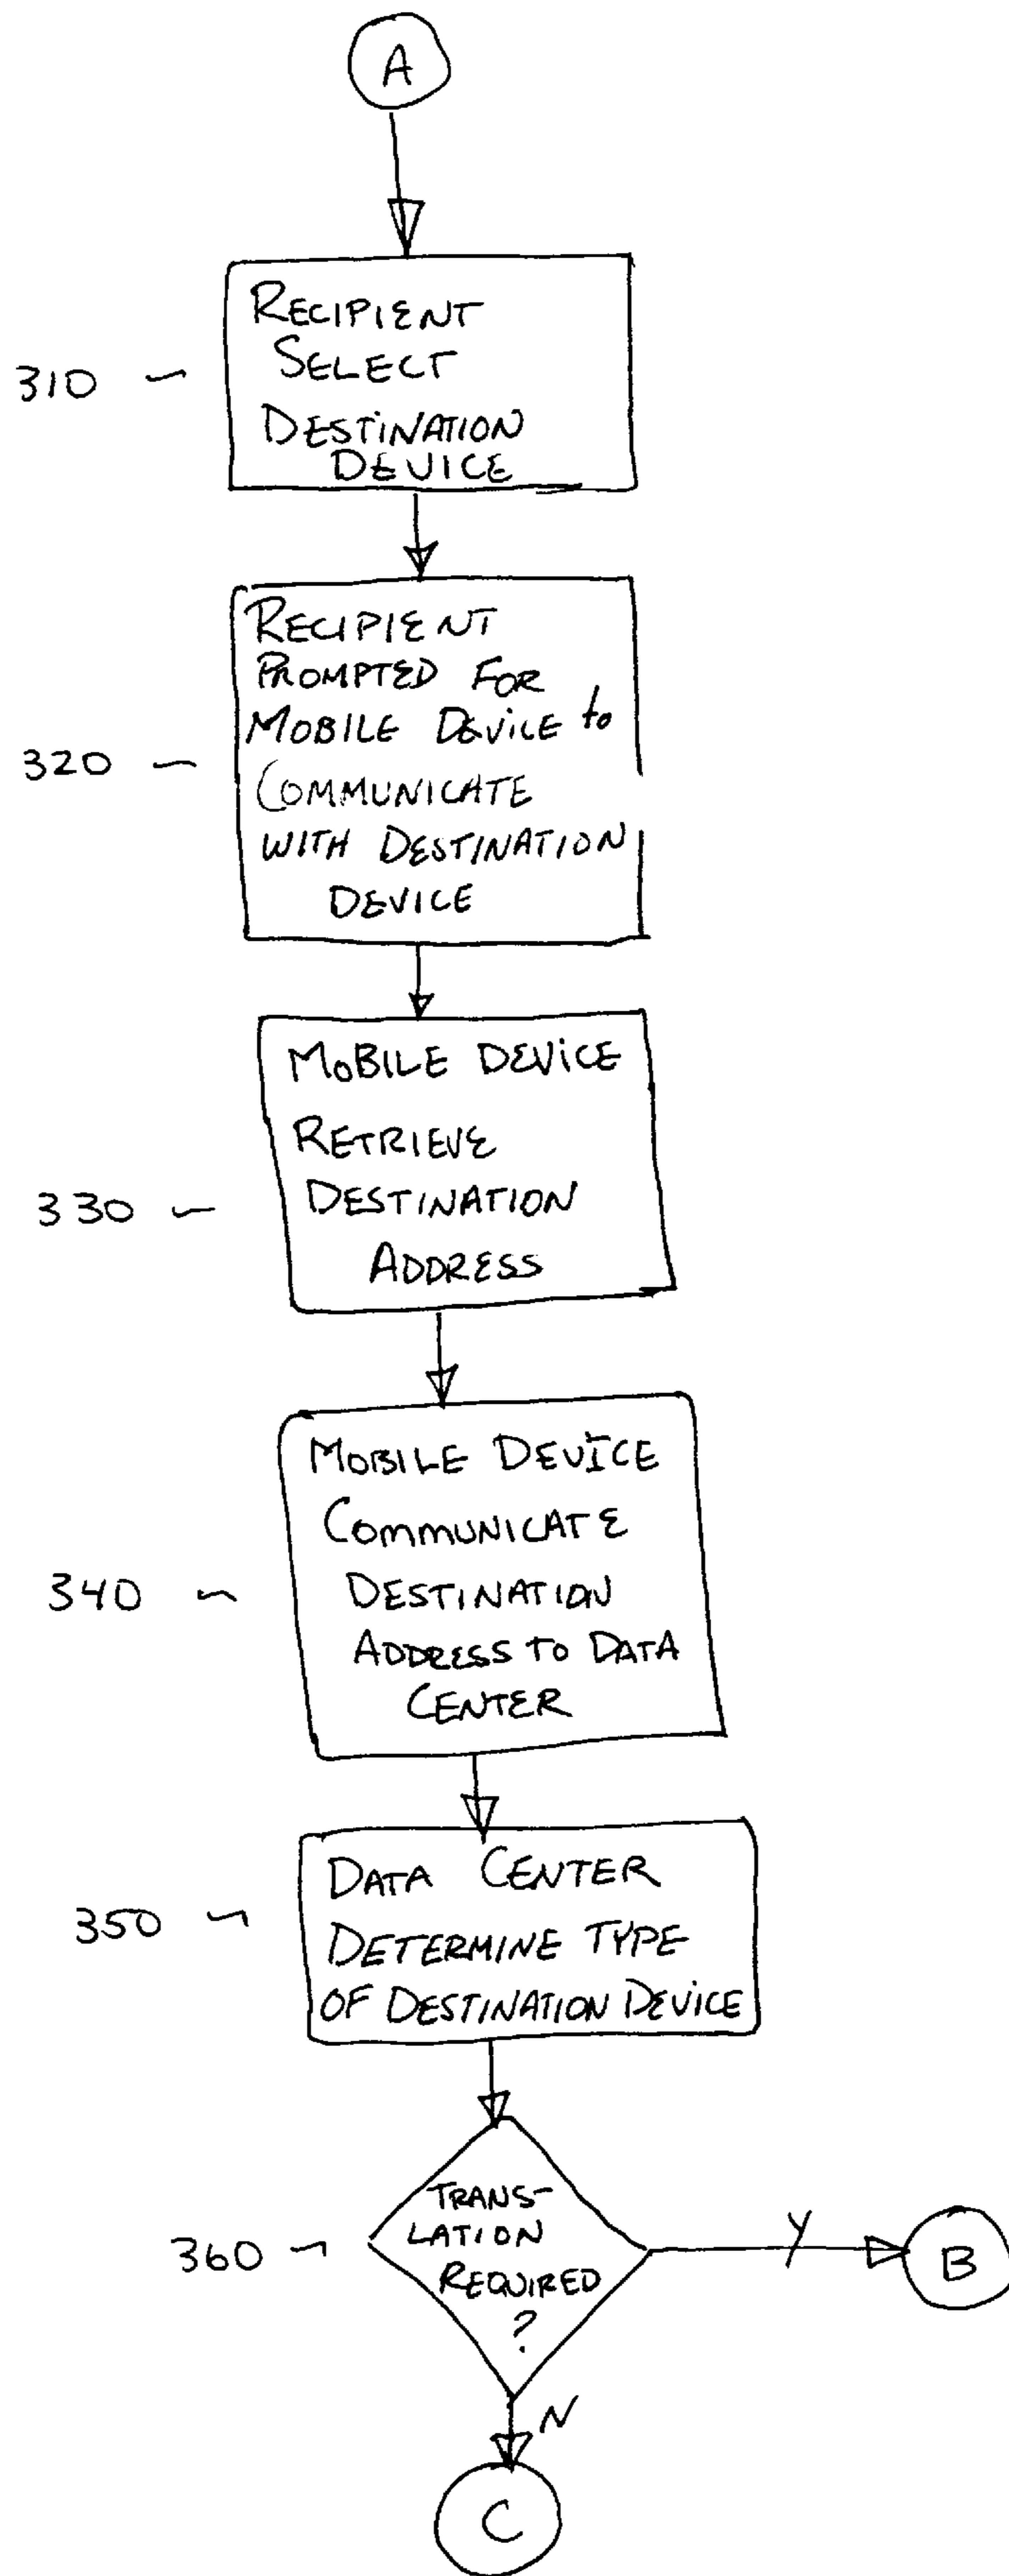 A
RECIPIENT
SELECT
310
DESTINATION
DEVICE
RECIPIENT
PROMPTED FOR
MOBILE DEVICE to
320
COMMUNICATE
WITH DESTINATION
DEVICE
MOBILE DEVICE
RETRIEVE
330
DESTINATION
ADDRESS
MOBILE DEVICE
COMMUNICATE
340
DESTINATION
ADDRESS TO DATA
CENTER
DATA CENTER
350
DETERMINE TYPE
OF DESTINATION DEVICE
TRANS-
LATION
360
REQUIRED
?
Y
B
N
C